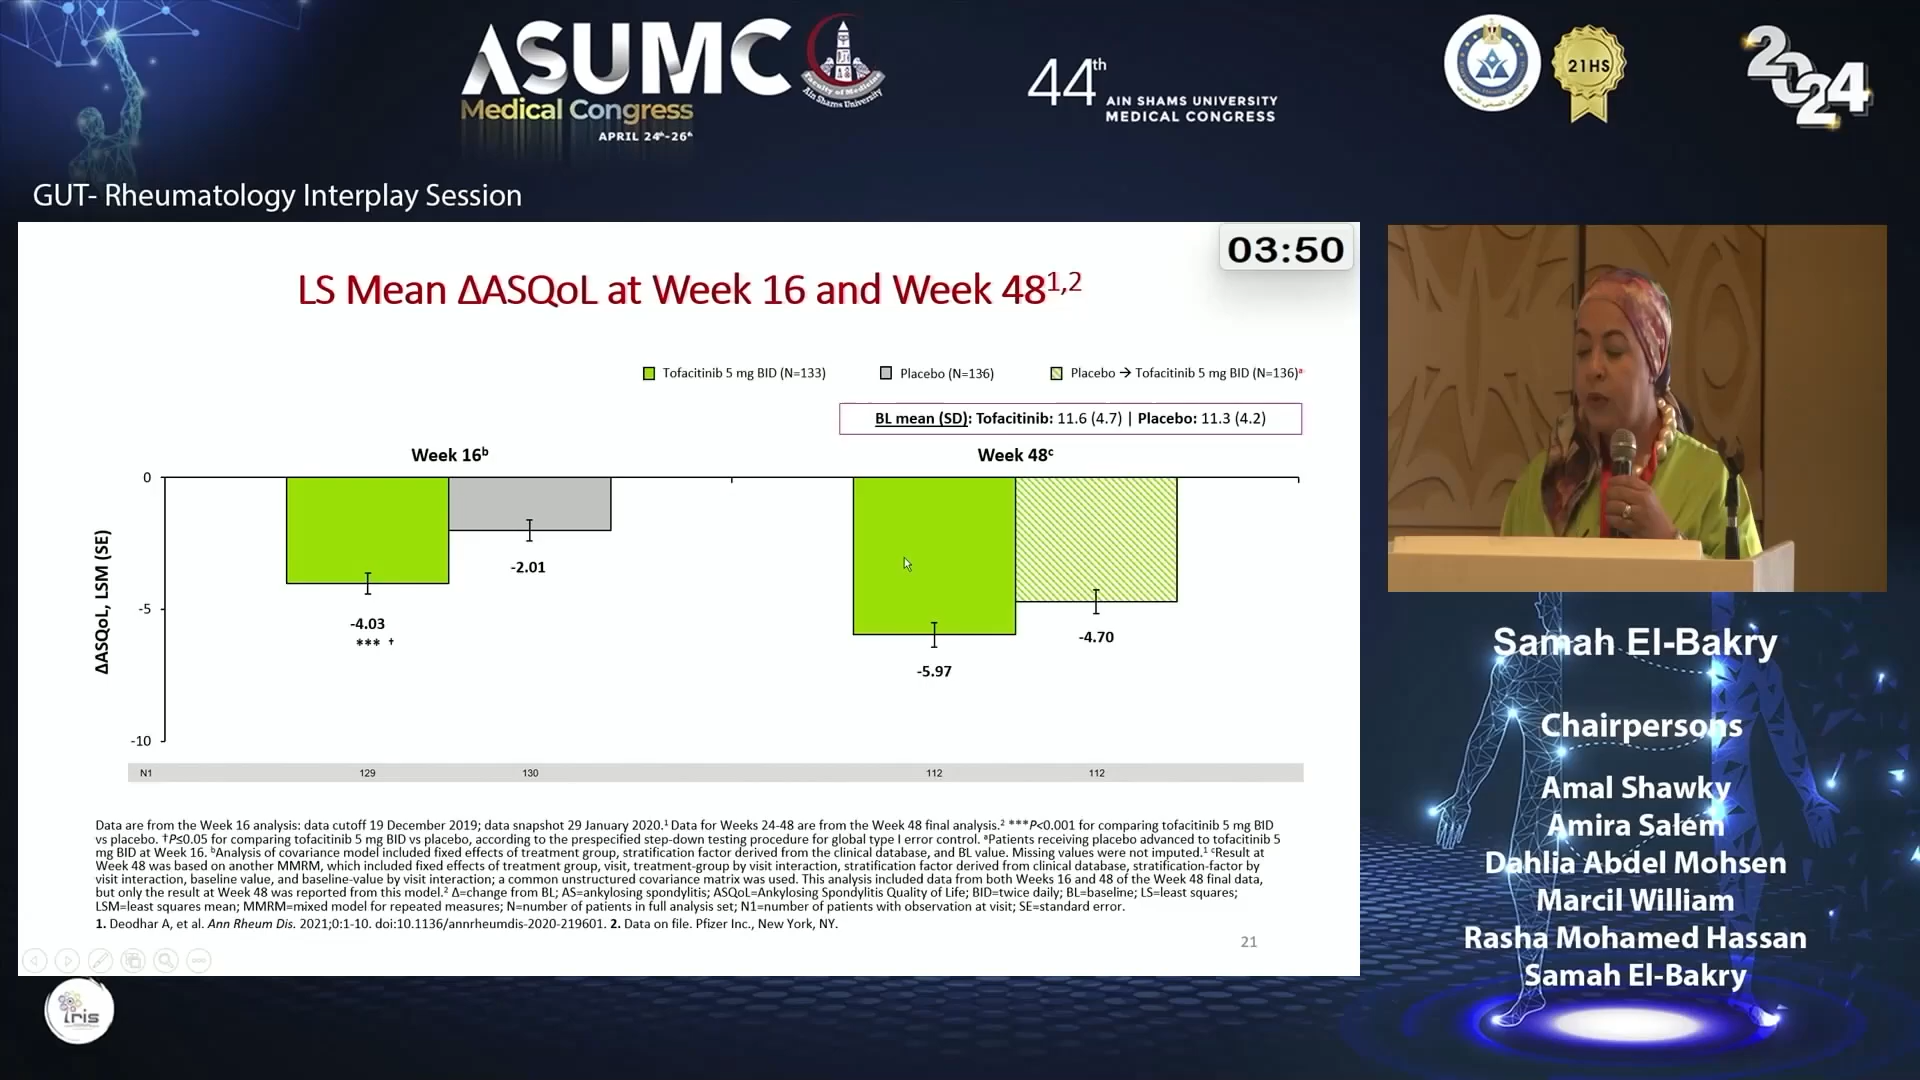 ASUMC
Medical Congress
APRIL 24th-26th
Faculty of Medicine
Ain Shams University
44th
AIN SHAMS UNIVERSITY
MEDICAL CONGRESS
21HS
2024
GUT- Rheumatology Interplay Session
03:50
LS Mean ΔASQoL at Week 16 and Week 48¹,²
Tofacitinib 5 mg BID (N=133)
Placebo (N=136)
Placebo → Tofacitinib 5 mg BID (N=136)ᵃ
BL mean (SD): Tofacitinib: 11.6 (4.7) | Placebo: 11.3 (4.2)
Week 16ᵇ
Week 48ᶜ
ΔASQoL, LSM (SE)
0
-5
-10
-4.03
*** †
-2.01
-5.97
-4.70
N1 129 130 112 112
Data are from the Week 16 analysis: data cutoff 19 December 2019; data snapshot 29 January 2020.¹ Data for Weeks 24-48 are from the Week 48 final analysis.² ***P<0.001 for comparing tofacitinib 5 mg BID
vs placebo. †P≤0.05 for comparing tofacitinib 5 mg BID vs placebo, according to the prespecified step-down testing procedure for global type I error control. ᵃPatients receiving placebo advanced to tofacitinib 5
mg BID at Week 16. ᵇAnalysis of covariance model included fixed effects of treatment group, stratification factor derived from the clinical database, and BL value. Missing values were not imputed.¹ ᶜResult at
Week 48 was based on another MMRM, which included fixed effects of treatment group, visit, treatment-group by visit interaction, stratification factor derived from clinical database, stratification-factor by
visit interaction, baseline value, and baseline-value by visit interaction; a common unstructured covariance matrix was used. This analysis included data from both Weeks 16 and 48 of the Week 48 final data,
but only the result at Week 48 was reported from this model.² Δ=change from BL; AS=ankylosing spondylitis; ASQoL=Ankylosing Spondylitis Quality of Life; BID=twice daily; BL=baseline; LS=least squares;
LSM=least squares mean; MMRM=mixed model for repeated measures; N=number of patients in full analysis set; N1=number of patients with observation at visit; SE=standard error.
1. Deodhar A, et al. Ann Rheum Dis. 2021;0:1-10. doi:10.1136/annrheumdis-2020-219601. 2. Data on file. Pfizer Inc., New York, NY.
21
iris
Samah El-Bakry
Chairpersons
Amal Shawky
Amira Salem
Dahlia Abdel Mohsen
Marcil William
Rasha Mohamed Hassan
Samah El-Bakry